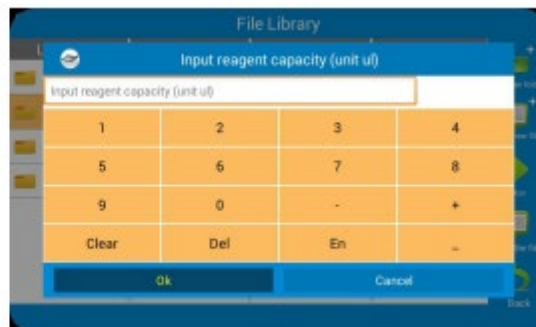 File Library
Input reagent capacity (unit ul)
Input reagent capacity (unit ul)
1 2 3 4
5 6 7 8
9 0 - +
Clear Del En _
Ok Cancel
Back